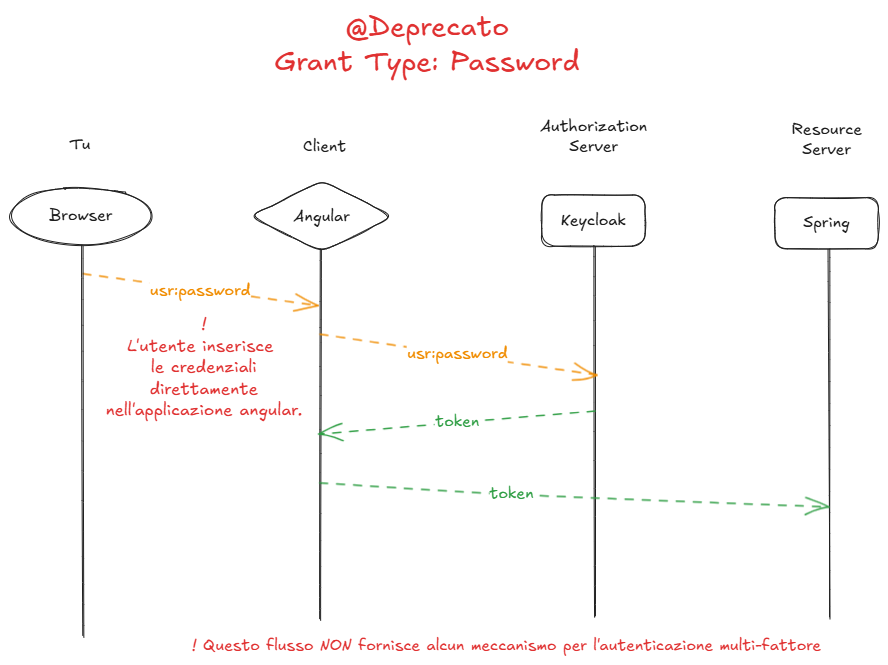 @Deprecato
Grant Type: Password
Tu
Client
Authorization
Server
Resource
Server
Browser
Angular
Keycloak
Spring
usr:password
!
L'utente inserisce
le credenziali
direttamente
nell'applicazione angular.
usr:password
token
token
! Questo flusso NON fornisce alcun meccanismo per l'autenticazione multi-fattore